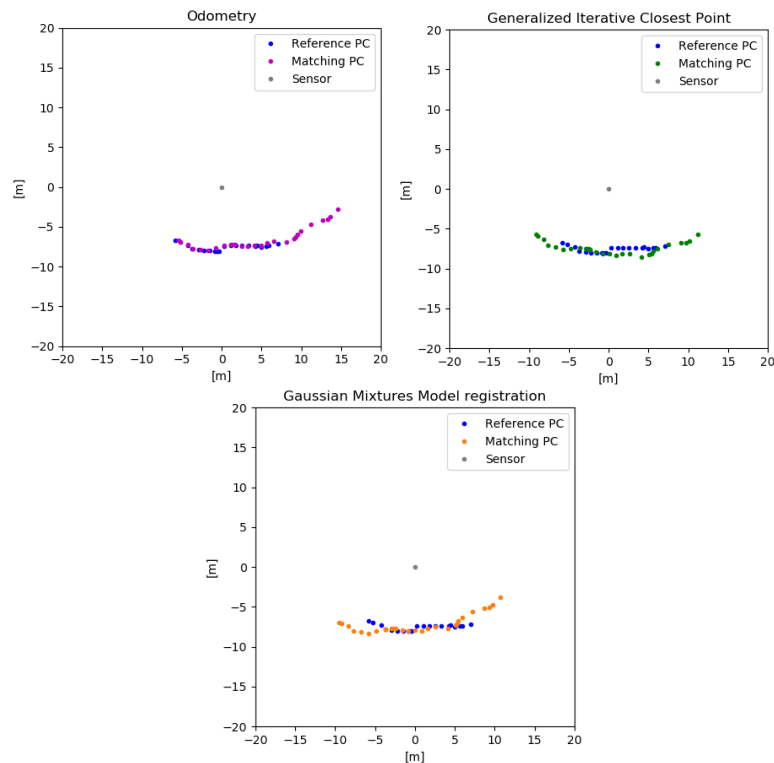 Odometry
Reference PC
Matching PC
Sensor
20
15
10
5
0
−5
−10
−15
−20
[m]
−20 −15 −10 −5 0 5 10 15 20
[m]
Generalized Iterative Closest Point
Reference PC
Matching PC
Sensor
20
15
10
5
0
−5
−10
−15
−20
[m]
−20 −15 −10 −5 0 5 10 15 20
[m]
Gaussian Mixtures Model registration
Reference PC
Matching PC
Sensor
20
15
10
5
0
−5
−10
−15
−20
[m]
−20 −15 −10 −5 0 5 10 15 20
[m]